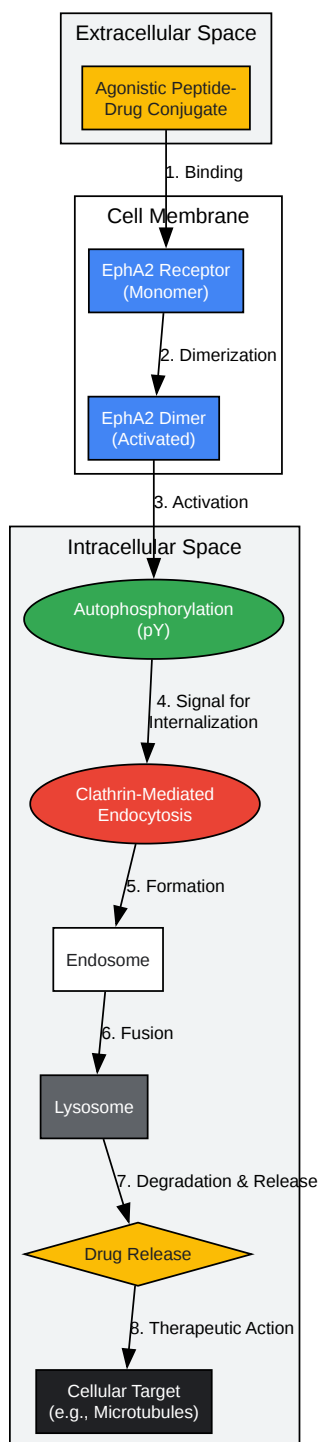 Extracellular Space
Agonistic Peptide-
Drug Conjugate
1. Binding
Cell Membrane
EphA2 Receptor
(Monomer)
2. Dimerization
EphA2 Dimer
(Activated)
3. Activation
Intracellular Space
Autophosphorylation
(pY)
4. Signal for
Internalization
Clathrin-Mediated
Endocytosis
5. Formation
Endosome
6. Fusion
Lysosome
7. Degradation & Release
Drug Release
8. Therapeutic Action
Cellular Target
(e.g., Microtubules)